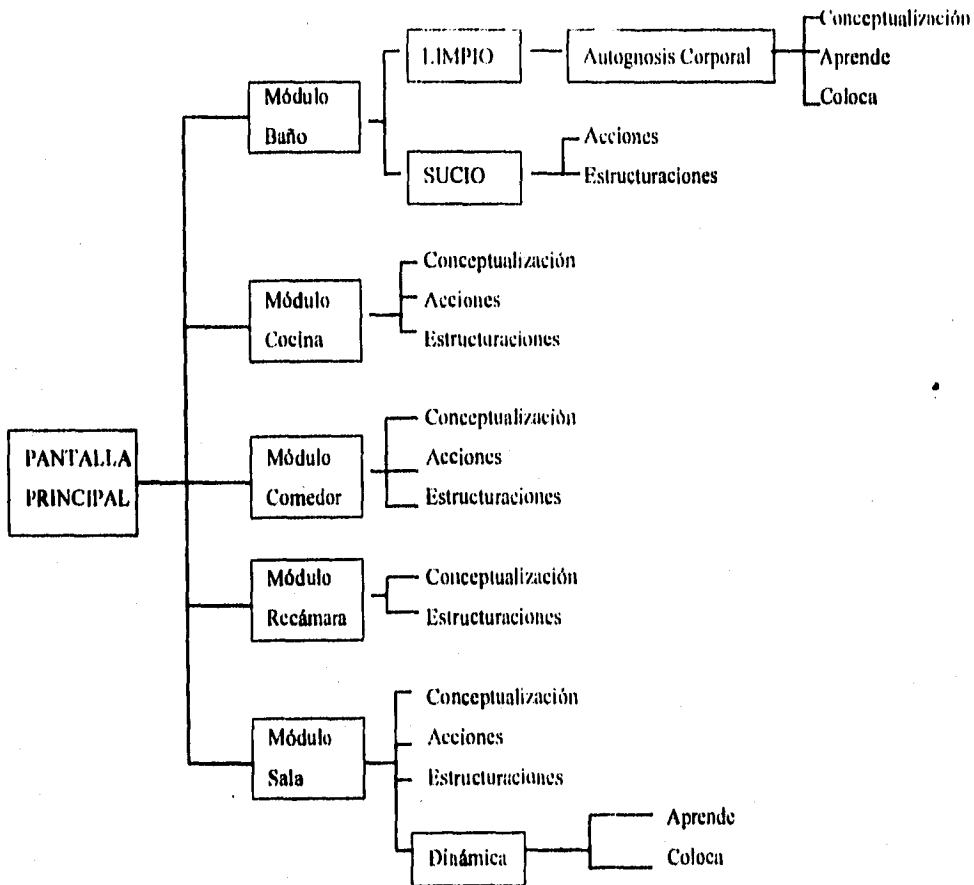 PANTALLA
PRINCIPAL
Módulo
Baño
LIMPIO
Autognosis Corporal
Conceptualización
Aprende
Coloca
SUCIO
Acciones
Estructuraciones
Módulo
Cocina
Conceptualización
Acciones
Estructuraciones
Módulo
Comedor
Conceptualización
Acciones
Estructuraciones
Módulo
Recámara
Conceptualización
Estructuraciones
Módulo
Sala
Conceptualización
Acciones
Estructuraciones
Dinámica
Aprende
Coloca